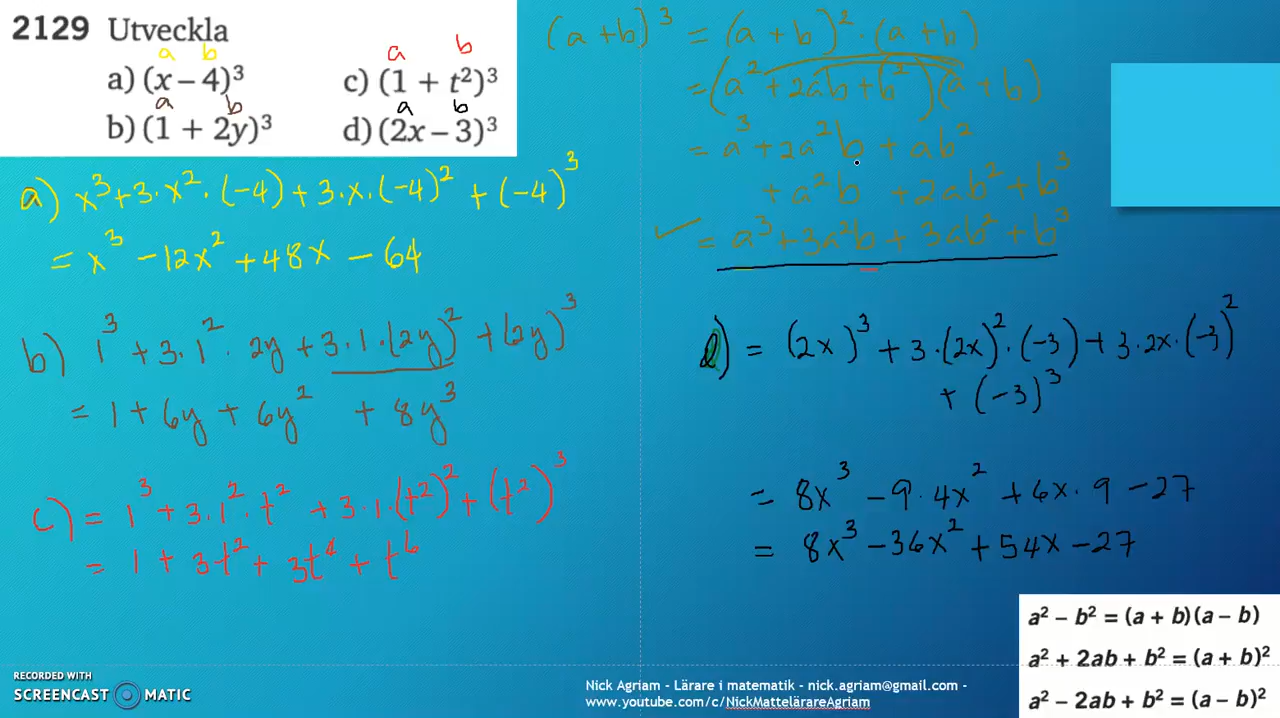 2129 Utveckla
a b
a) (x – 4)³
a b
b) (1 + 2y)³
a b
c) (1 + t²)³
a b
d) (2x – 3)³
(a + b)³ = (a + b)² · (a + b)
= (a² + 2ab + b²)(a + b)
= a³ + 2a²b + ab²
+ a²b + 2ab² + b³
✓ = a³ + 3a²b + 3ab² + b³
a) x³ + 3·x²·(-4) + 3·x·(-4)² + (-4)³
= x³ - 12x² + 48x - 64
b) 1³ + 3·1²·2y + 3·1·(2y)² + (2y)³
= 1 + 6y + 6y² + 8y³
c) = 1³ + 3·1²·t² + 3·1·(t²)² + (t²)³
= 1 + 3t² + 3t⁴ + t⁶
d) = (2x)³ + 3·(2x)²·(-3) + 3·2x·(-3)²
+ (-3)³
= 8x³ - 9·4x² + 6x·9 - 27
= 8x³ - 36x² + 54x - 27
a² – b² = (a + b)(a – b)
a² + 2ab + b² = (a + b)²
a² – 2ab + b² = (a – b)²
RECORDED WITH
SCREENCAST MATIC
Nick Agriam - Lärare i matematik - nick.agriam@gmail.com -
www.youtube.com/c/NickMattelärareAgriam